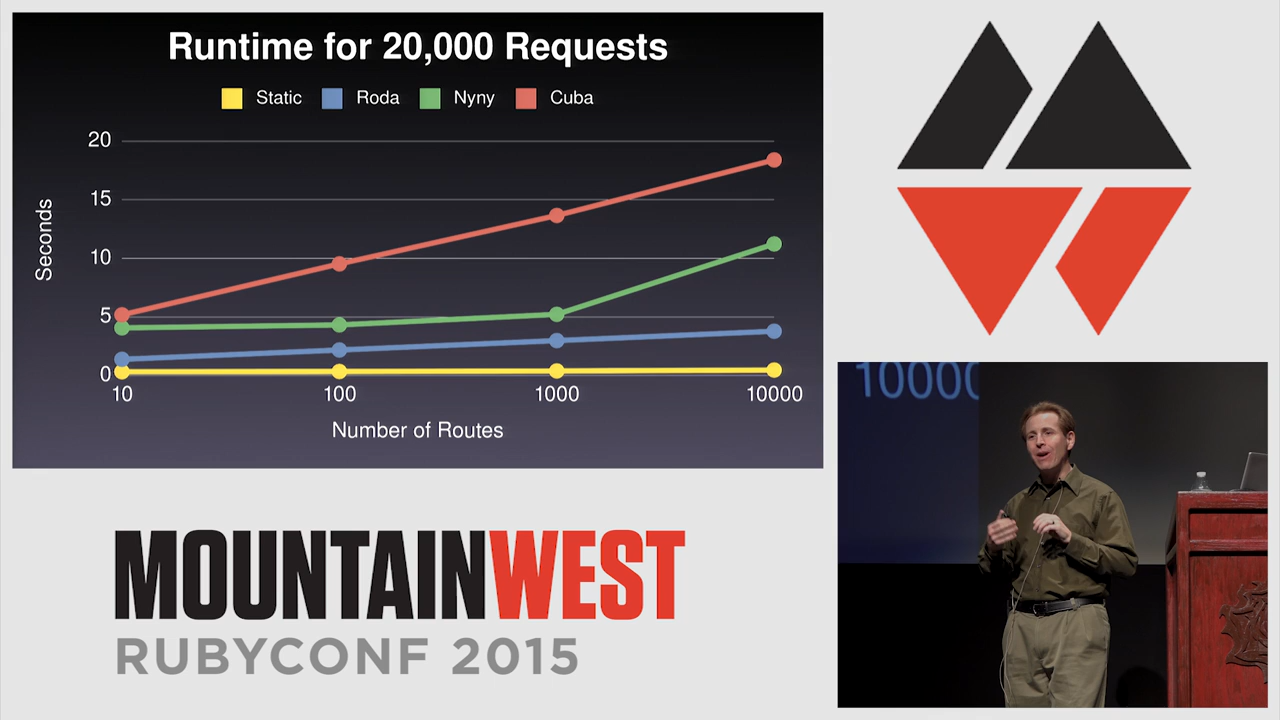 Runtime for 20,000 Requests
Static Roda Nyny Cuba
20
15
10
5
0
Seconds
10 100 1000 10000
Number of Routes
10000
MOUNTAINWEST
RUBYCONF 2015